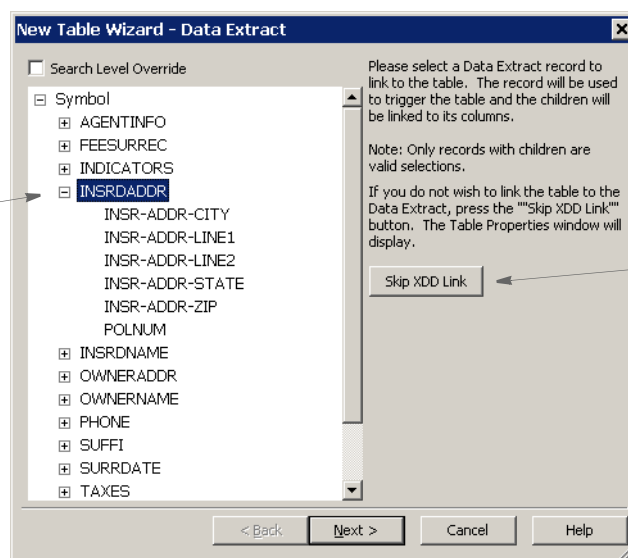 New Table Wizard - Data Extract
Search Level Override
Symbol
AGENTINFO
FEESURREC
INDICATORS
INSRDADDR
INSR-ADDR-CITY
INSR-ADDR-LINE1
INSR-ADDR-LINE2
INSR-ADDR-STATE
INSR-ADDR-ZIP
POLNUM
INSRDNAME
OWNERADDR
OWNERNAME
PHONE
SUFFI
SURRDATE
TAXES
Please select a Data Extract record to
link to the table. The record will be used
to trigger the table and the children will
be linked to its columns.
Note: Only records with children are
valid selections.
If you do not wish to link the table to the
Data Extract, press the ""Skip XDD Link""
button. The Table Properties window will
display.
Skip XDD Link
< Back
Next >
Cancel
Help